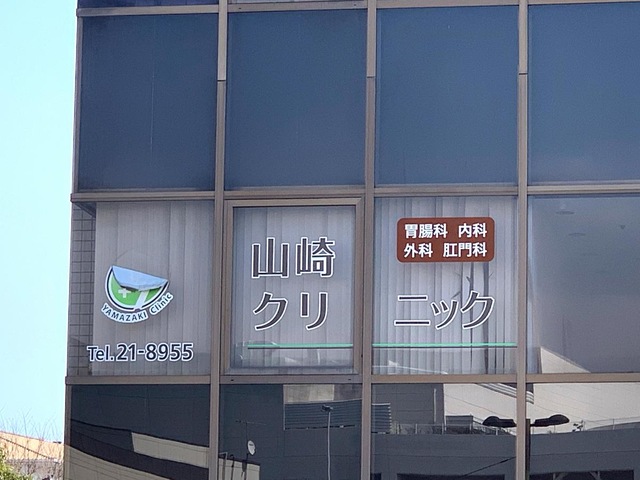 胃腸科 内科
外科 肛門科
山崎
クリニック
YAMAZAKI Clinic
Tel. 21-8955